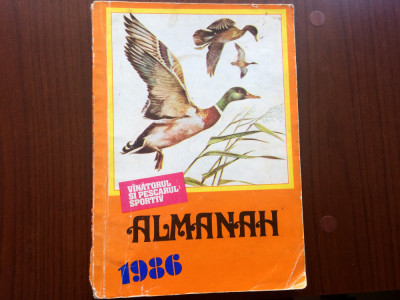 VÎNĂTORUL
ȘI PESCARUL
SPORTIV
ALMANAH
1986